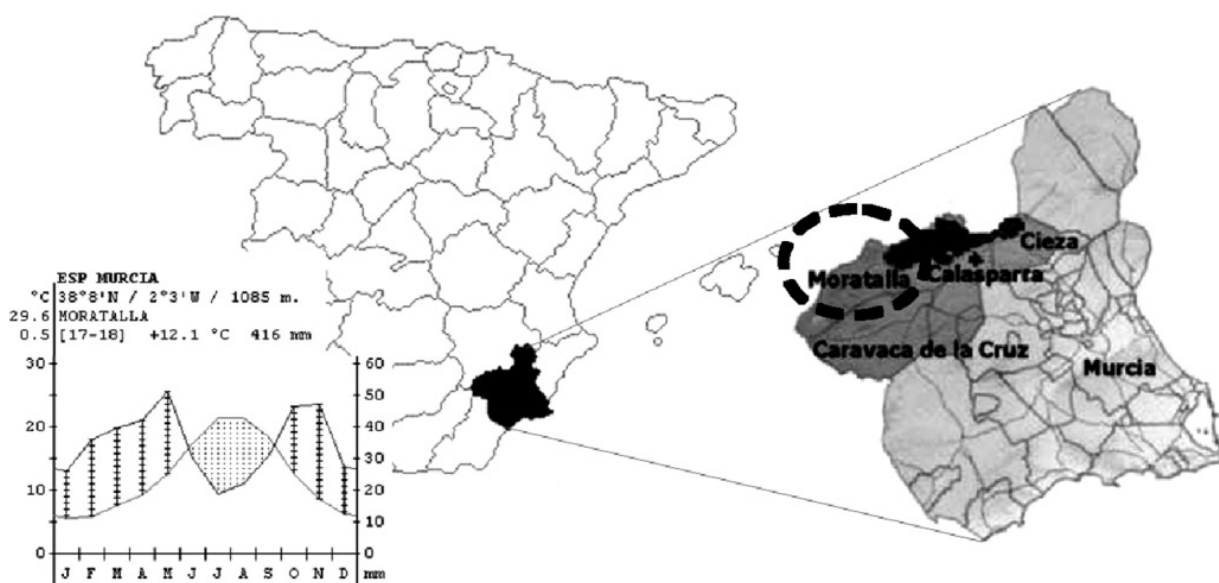 ESP MURCIA
°C 38°8'N / 2°3'W / 1085 m.
29.6 MORATALLA
0.5 [17-18] +12.1 °C 416 mm
30 60
50
20 40
30
10 20
10
0 0
J F M A M J J A S O N D mm
Cieza
Moratalla Calasparra
Caravaca de la Cruz
Murcia